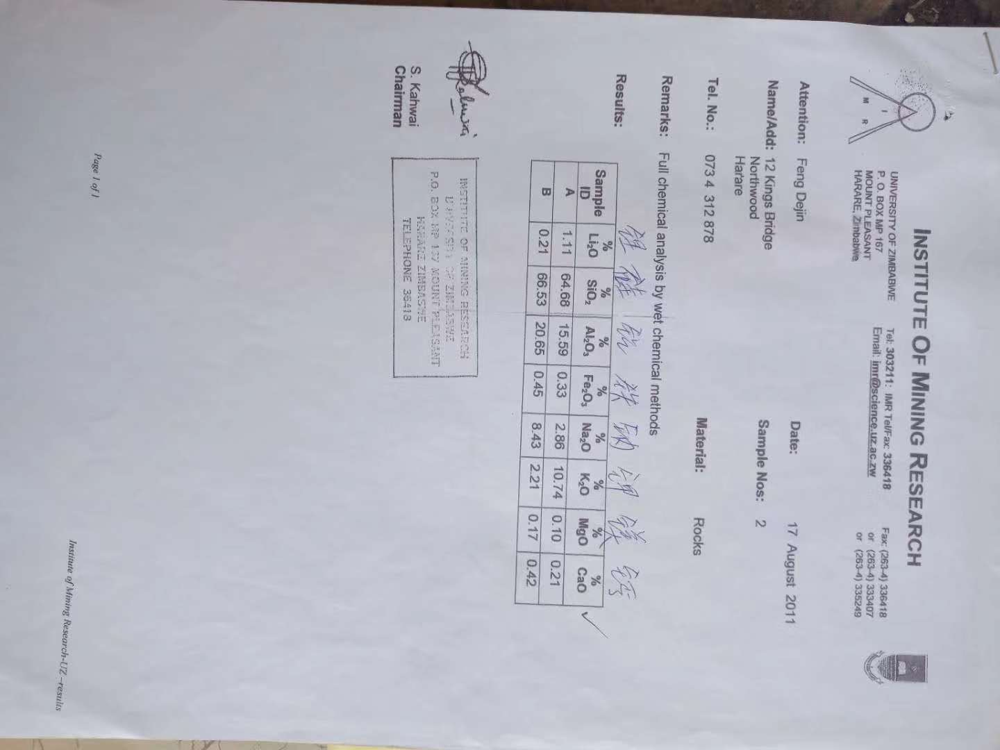 I
M R
INSTITUTE OF MINING RESEARCH
UNIVERSITY OF ZIMBABWE
P. O. BOX MP 167
MOUNT PLEASANT
HARARE, Zimbabwe
Tel: 303211: IMR Tel/Fax: 336418
Email: imr@science.uz.ac.zw
Fax: (263-4) 336418
or (263-4) 333407
or (263-4) 335249
Attention: Feng Dejin
Date: 17 August 2011
Name/Add: 12 Kings Bridge
Northwood
Harare
Sample Nos: 2
Tel. No.: 073 4 312 878
Material: Rocks
Remarks: Full chemical analysis by wet chemical methods
Results:
锂 硅 铝 铁 钠 钾 镁 钙
Sample ID % Li₂O % SiO₂ % Al₂O₃ % Fe₂O₃ % Na₂O % K₂O % MgO % CaO
A 1.11 64.68 15.59 0.33 2.86 10.74 0.10 0.21
B 0.21 66.53 20.65 0.45 8.43 2.21 0.17 0.42
S. Kahwai
Chairman
INSTITUTE OF MINING RESEARCH
UNIVERSITY OF ZIMBABWE
P.O. BOX MP 167 MOUNT PLEASANT
HARARE ZIMBABWE
TELEPHONE 36418
Page 1 of 1
Institute of Mining Research-UZ –results